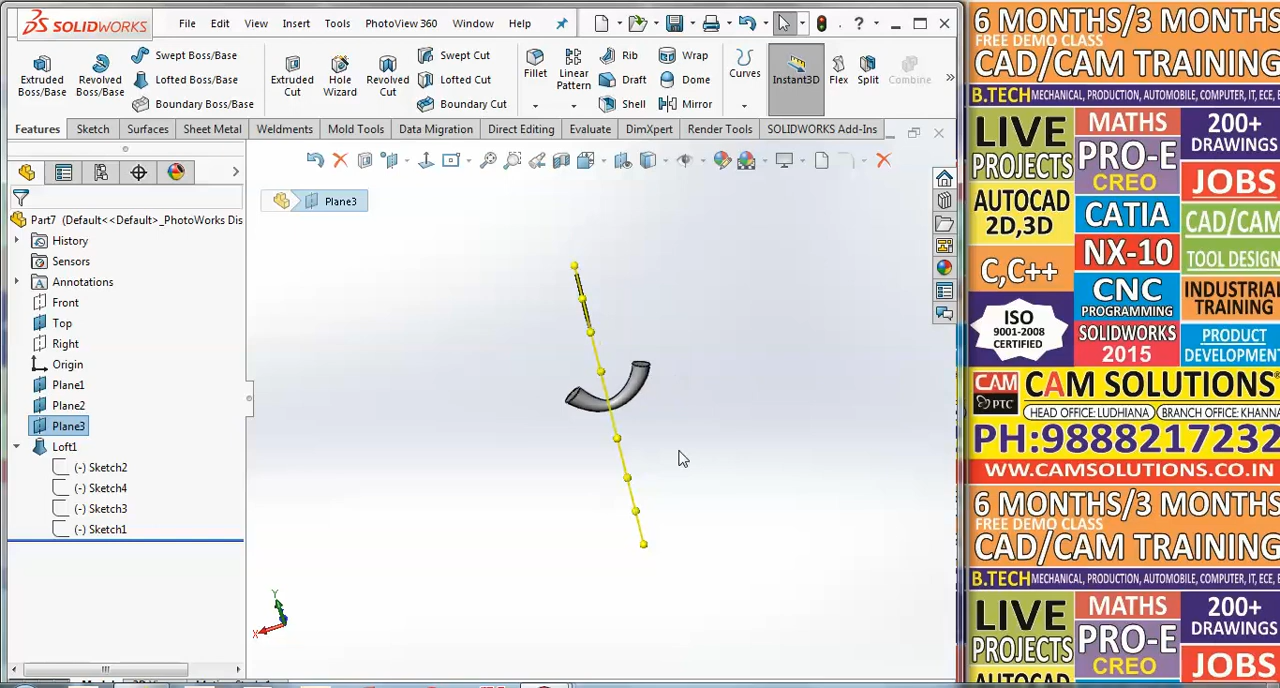 SOLIDWORKS
File Edit View Insert Tools PhotoView 360 Window Help
Extruded Boss/Base
Revolved Boss/Base
Swept Boss/Base
Lofted Boss/Base
Boundary Boss/Base
Extruded Cut
Hole Wizard
Revolved Cut
Swept Cut
Lofted Cut
Boundary Cut
Fillet
Linear Pattern
Rib
Draft
Shell
Wrap
Dome
Mirror
Curves
Instant3D
Flex
Split
Combine
Features Sketch Surfaces Sheet Metal Weldments Mold Tools Data Migration Direct Editing Evaluate DimXpert Render Tools SOLIDWORKS Add-Ins
Plane3
Part7 (Default<<Default>_PhotoWorks Dis
History
Sensors
Annotations
Front
Top
Right
Origin
Plane1
Plane2
Plane3
Loft1
(-) Sketch2
(-) Sketch4
(-) Sketch3
(-) Sketch1
Y
X
6 MONTHS/3 MONTHS
FREE DEMO CLASS
CAD/CAM TRAINING
B.TECH MECHANICAL, PRODUCTION, AUTOMOBILE, COMPUTER, IT, ECE, E
LIVE PROJECTS
MATHS
200+ DRAWINGS
PRO-E
CREO
JOBS
AUTOCAD
2D,3D
CATIA
CAD/CAM
NX-10
TOOL DESIGN
C,C++
CNC
PROGRAMMING
INDUSTRIAL TRAINING
ISO
9001-2008
CERTIFIED
SOLIDWORKS
2015
PRODUCT
DEVELOPMENT
CAM
PTC
CAM SOLUTIONS®
HEAD OFFICE: LUDHIANA
BRANCH OFFICE: KHANNA
PH:9888217232
WWW.CAMSOLUTIONS.CO.IN
6 MONTHS/3 MONTHS
FREE DEMO CLASS
CAD/CAM TRAINING
B.TECH MECHANICAL, PRODUCTION, AUTOMOBILE, COMPUTER, IT, ECE, E
LIVE
PROJECTS
MATHS
200+
DRAWINGS
PRO-E
CREO
JOBS